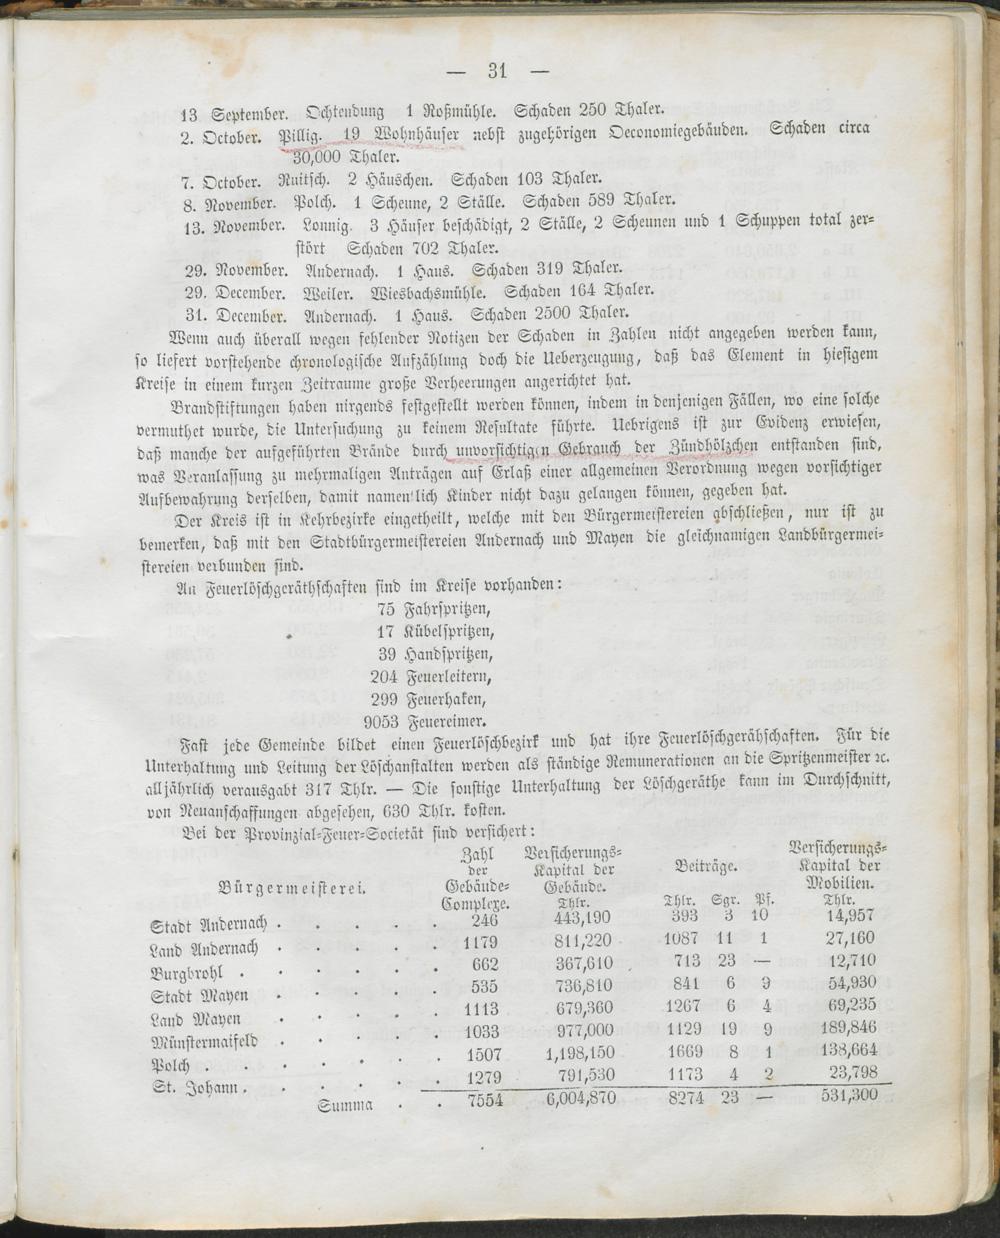 — 31 —
13 September. Ochtendung 1 Roßmühle. Schaden 250 Thaler.
2. October. Pillig. 19 Wohnhäuser nebst zugehörigen Oeconomiegebäuden. Schaden circa
30,000 Thaler.
7. October. Ruitsch. 2 Häuschen. Schaden 103 Thaler.
8. November. Polch. 1 Scheune, 2 Ställe. Schaden 589 Thaler.
13. November. Lonnig. 3 Häuser beschädigt, 2 Ställe, 2 Scheunen und 1 Schuppen total zer-
stört Schaden 702 Thaler.
29. November. Andernach. 1 Haus. Schaden 319 Thaler.
29. December. Weiler. Wiesbachsmühle. Schaden 164 Thaler.
31. December. Andernach. 1 Haus. Schaden 2500 Thaler.
Wenn auch überall wegen fehlender Notizen der Schaden in Zahlen nicht angegeben werden kann,
so liefert vorstehende chronologische Aufzählung doch die Ueberzeugung, daß das Element in hiesigem
Kreise in einem kurzen Zeitraume große Verheerungen angerichtet hat.
Brandstiftungen haben nirgends festgestellt werden können, indem in denjenigen Fällen, wo eine solche
vermuthet wurde, die Untersuchung zu keinem Resultate führte. Uebrigens ist zur Evidenz erwiesen,
daß manche der aufgeführten Brände durch unvorsichtigen Gebrauch der Zündhölzchen entstanden sind,
was Veranlassung zu mehrmaligen Anträgen auf Erlaß einer allgemeinen Verordnung wegen vorsichtiger
Aufbewahrung derselben, damit namentlich Kinder nicht dazu gelangen können, gegeben hat.
Der Kreis ist in Kehrbezirke eingetheilt, welche mit den Bürgermeistereien abschließen, nur ist zu
bemerken, daß mit den Stadtbürgermeistereien Andernach und Mayen die gleichnamigen Landbürgermei-
stereien verbunden sind.
An Feuerlöschgeräthschaften sind im Kreise vorhanden:
75 Fahrspritzen,
17 Kübelspritzen,
39 Handspritzen,
204 Feuerleitern,
299 Feuerhaken,
9053 Feuereimer.
Fast jede Gemeinde bildet einen Feuerlöschbezirk und hat ihre Feuerlöschgerähschaften. Für die
Unterhaltung und Leitung der Löschanstalten werden als ständige Remunerationen an die Spritzenmeister ꝛc.
alljährlich verausgabt 317 Thlr. — Die sonstige Unterhaltung der Löschgeräthe kann im Durchschnitt,
von Neuanschaffungen abgesehen, 630 Thlr. kosten.
Bei der Provinzial-Feuer-Societät sind versichert:
Bürgermeisterei. Zahl der Gebäude-Complexe. Versicherungs-Kapital der Gebäude. Thlr. Beiträge. Thlr. Sgr. Pf. Versicherungs-Kapital der Mobilien. Thlr.
Stadt Andernach . . . . . 246 443,190 393 3 10 14,957
Land Andernach . . . . . 1179 811,220 1087 11 1 27,160
Burgbrohl . . . . . . 662 367,610 713 23 — 12,710
Stadt Mayen . . . . . 535 736,810 841 6 9 54,930
Land Mayen . . . . . 1113 679,360 1267 6 4 69,235
Münstermaifeld . . . . . 1033 977,000 1129 19 9 189,846
Polch . . . . . . . 1507 1,198,150 1669 8 1 138,664
St. Johann . . . . . . 1279 791,530 1173 4 2 23,798
Summa . . 7554 6,004,870 8274 23 — 531,300